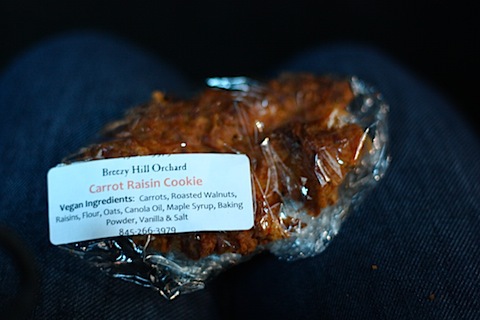 Breezy Hill Orchard
Carrot Raisin Cookie
Vegan Ingredients: Carrots, Roasted Walnuts,
Raisins, Flour, Oats, Canola Oil, Maple Syrup, Baking
Powder, Vanilla & Salt
845-266-3979